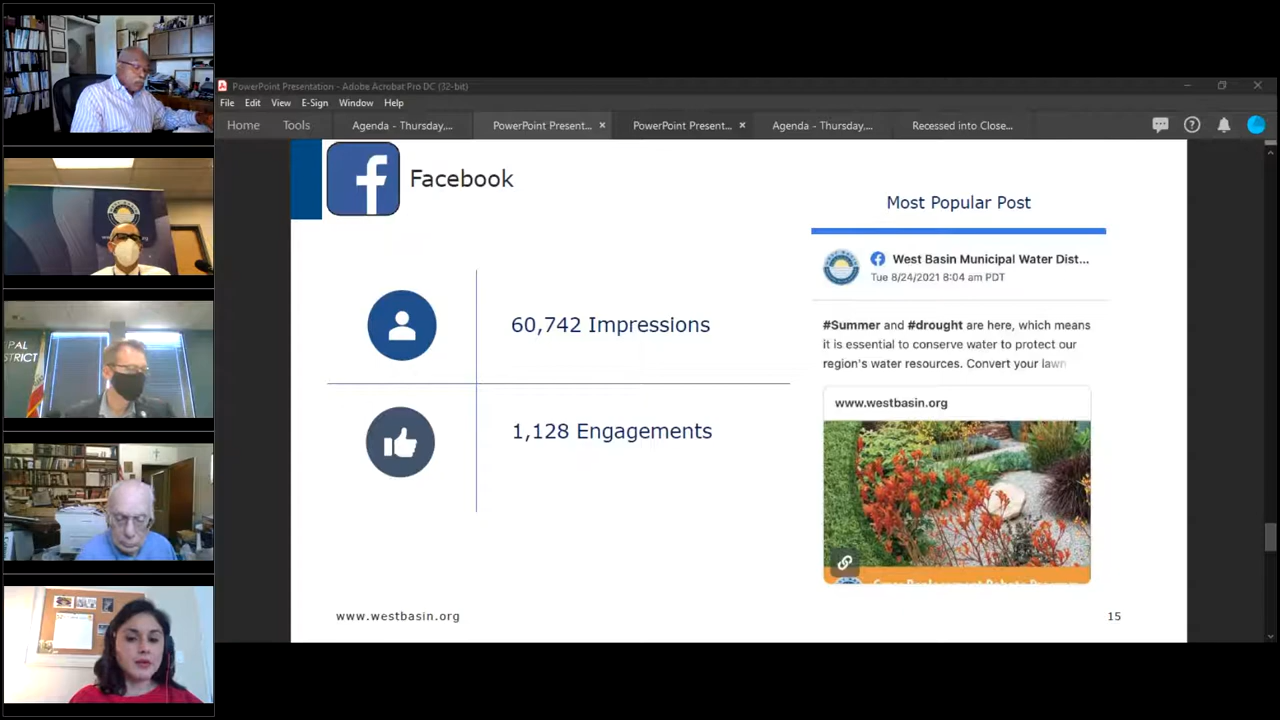 PowerPoint Presentation - Adobe Acrobat Pro DC (32-bit)
File Edit View E-Sign Window Help
Home Tools Agenda - Thursday,... PowerPoint Present... × PowerPoint Present... × Agenda - Thursday,... Recessed into Close...
Facebook
60,742 Impressions
1,128 Engagements
Most Popular Post
West Basin Municipal Water Dist...
Tue 8/24/2021 8:04 am PDT
#Summer and #drought are here, which means
it is essential to conserve water to protect our
region's water resources. Convert your lawn
www.westbasin.org
www.westbasin.org
15
PAL
STRICT